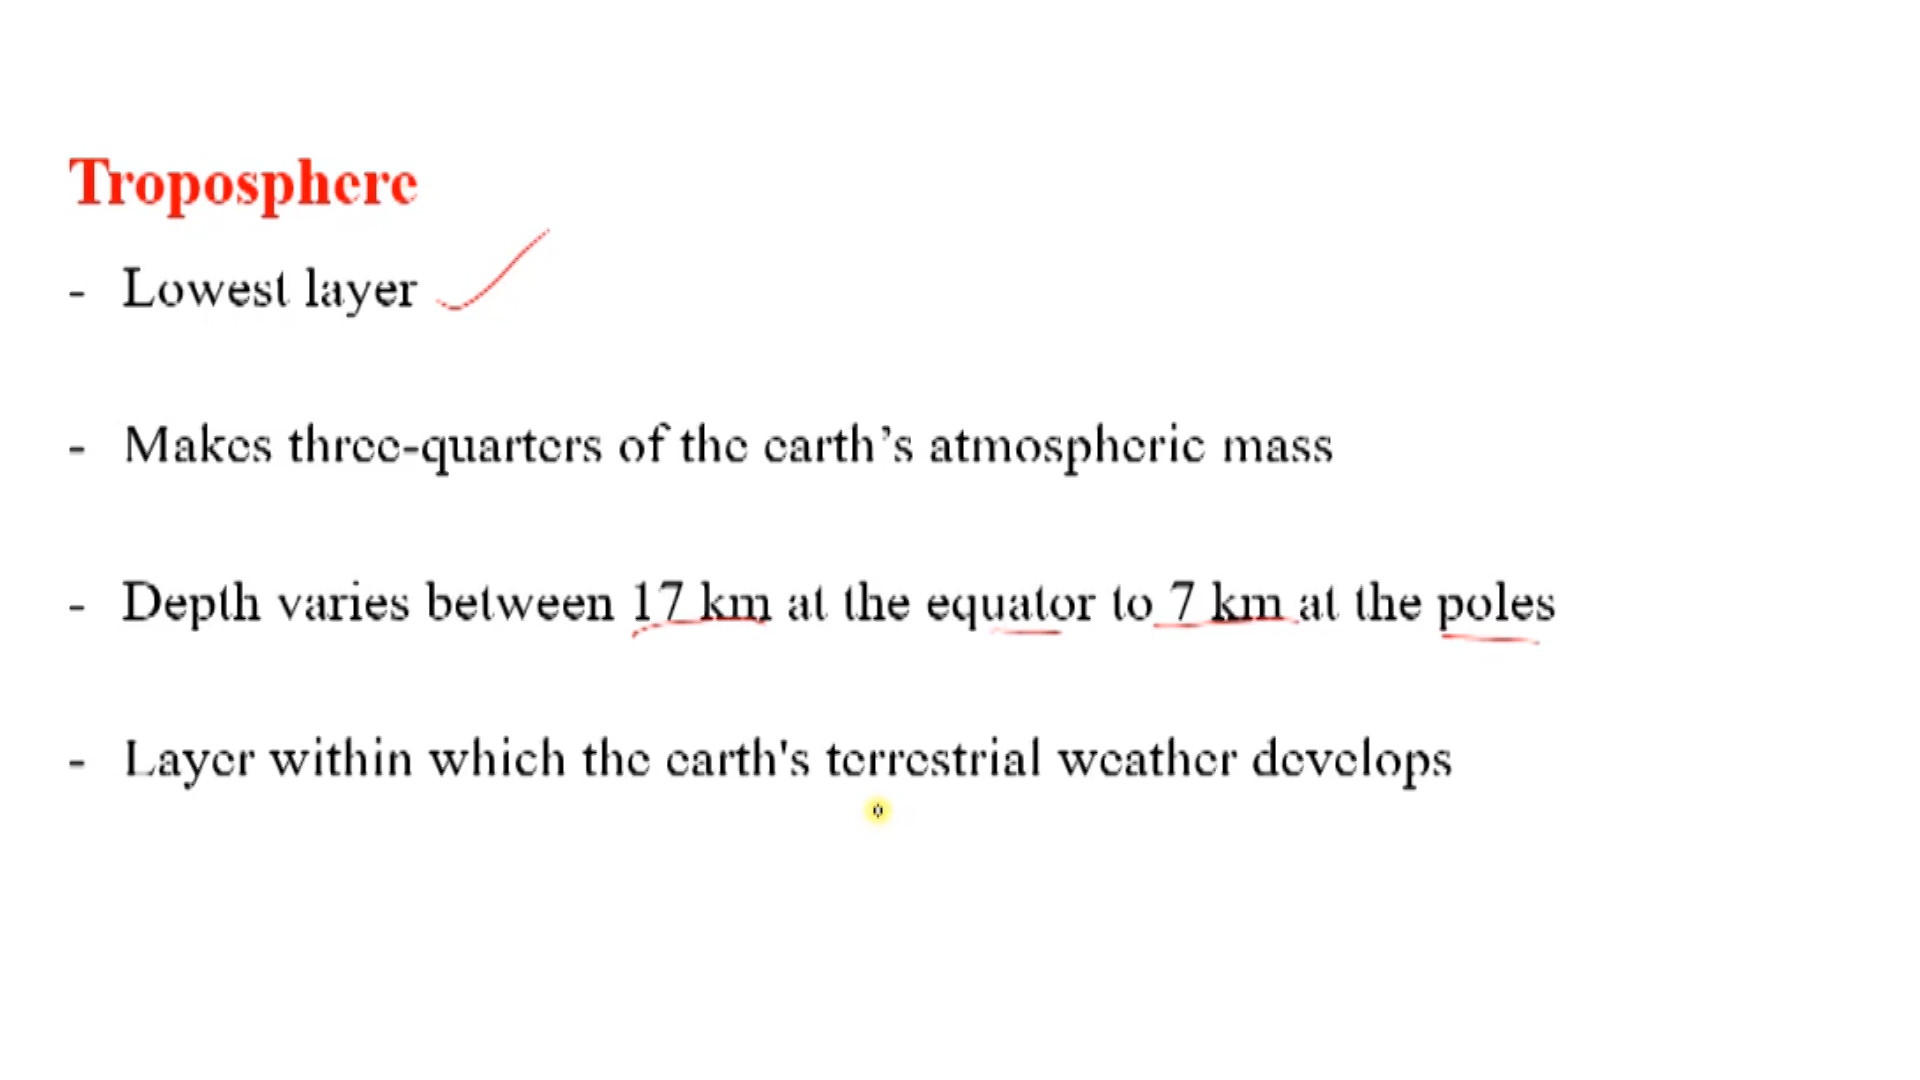 Troposphere
- Lowest layer
- Makes three-quarters of the earth’s atmospheric mass
- Depth varies between 17 km at the equator to 7 km at the poles
- Layer within which the earth's terrestrial weather develops